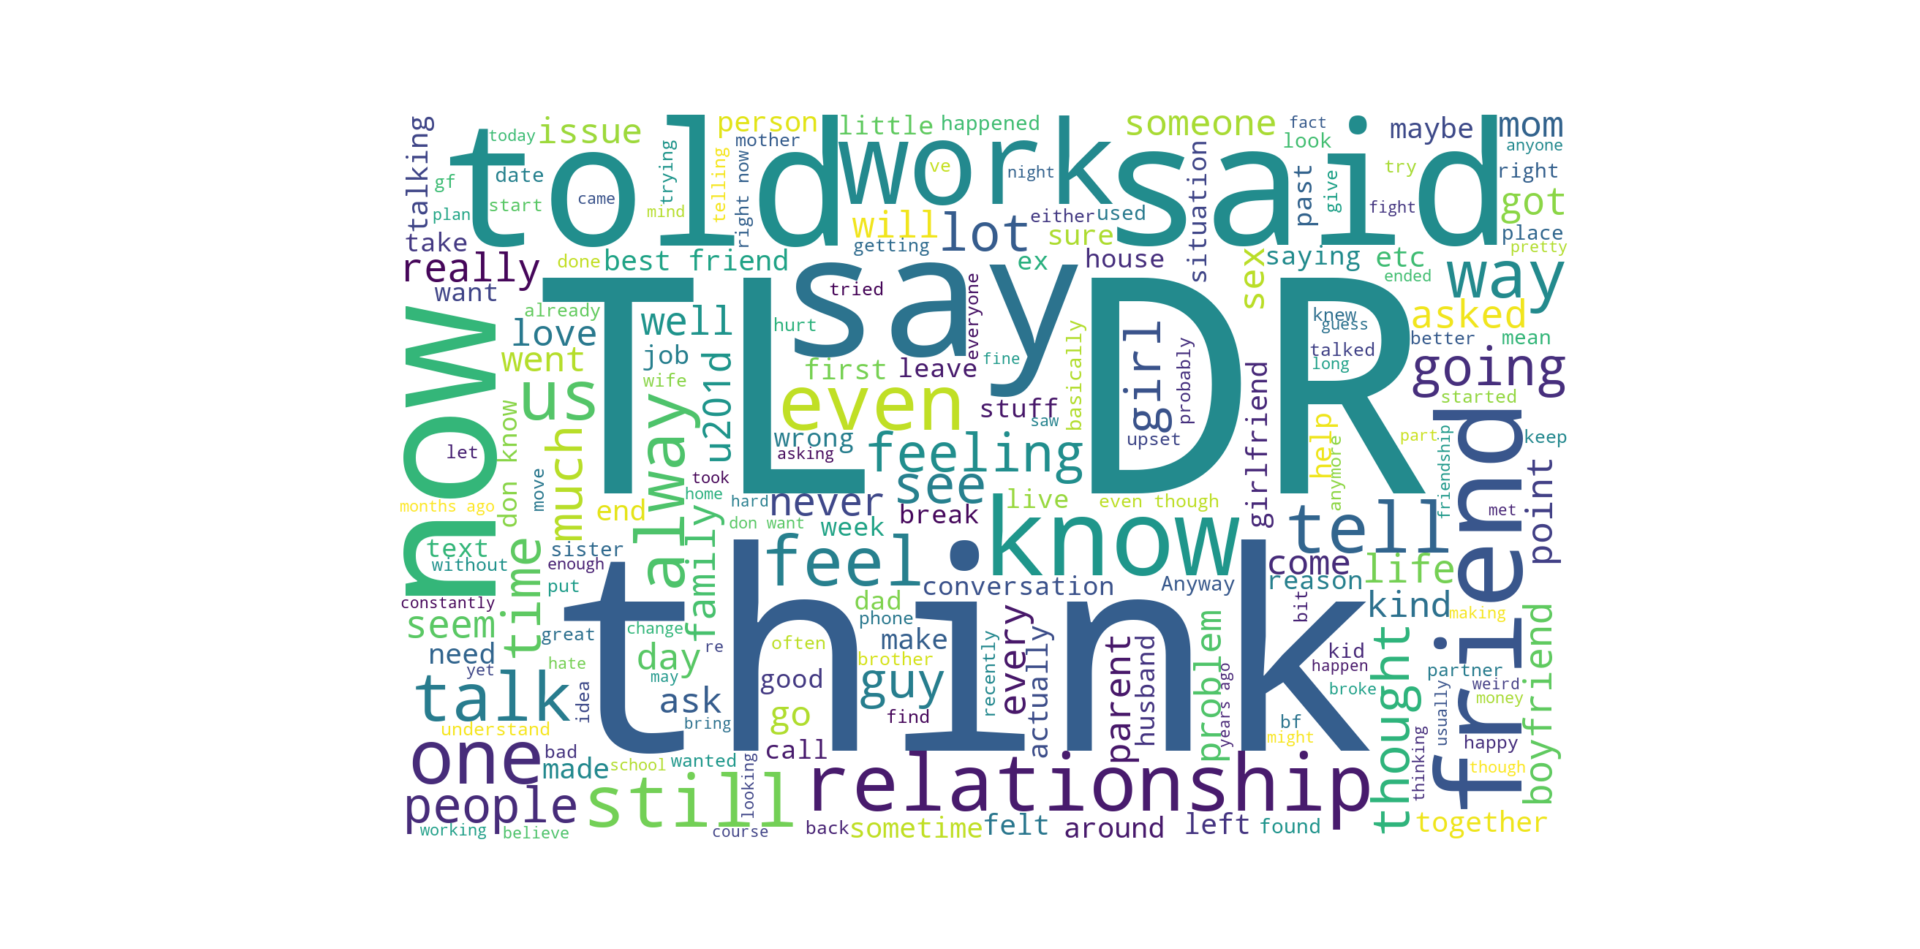 talking
today
issue
told
person
mother
little
happened
work
someone
fact
look
maybe
mom
anyone
said
gf
date
plan
start
came
trying
mind
telling
right now
ve
night
situation
past
give
try
fight
right
got
take
will
getting
lot
either
used
sure
place
pretty
really
want
done
best friend
say
tried
ex
house
sex
saying
etc
ended
way
now
already
love
TL
DR
well
hurt
everyone
fine
basically
girl
probably
knew
guess
talked
long
asked
better
mean
went
job
wife
us
u201d
first
leave
even
stuff
saw
upset
girlfriend
going
started
let
don know
much
alway
wrong
asking
feeling
help
anymore
part
friendship
keep
friend
months ago
move
end
took
home
hard
never
see
live
even though
break
met
point
text
without
sister
enough
family
don want
week
feel
know
tell
constantly
put
think
conversation
Anyway
come
reason
life
seem
time
great
change
dad
phone
bit
kind
making
need
yet
hate
day
re
may
often
make
brother
recently
every
actually
parent
husband
problem
years ago
kid
happen
thought
partner
weird
boyfriend
talk
idea
ask
bring
good
go
guy
find
bf
might
broke
usually
money
understand
one
bad
made
school
wanted
call
looking
relationship
thinking
happy
though
people
still
working
believe
course
back
sometime
felt
around
left
found
together